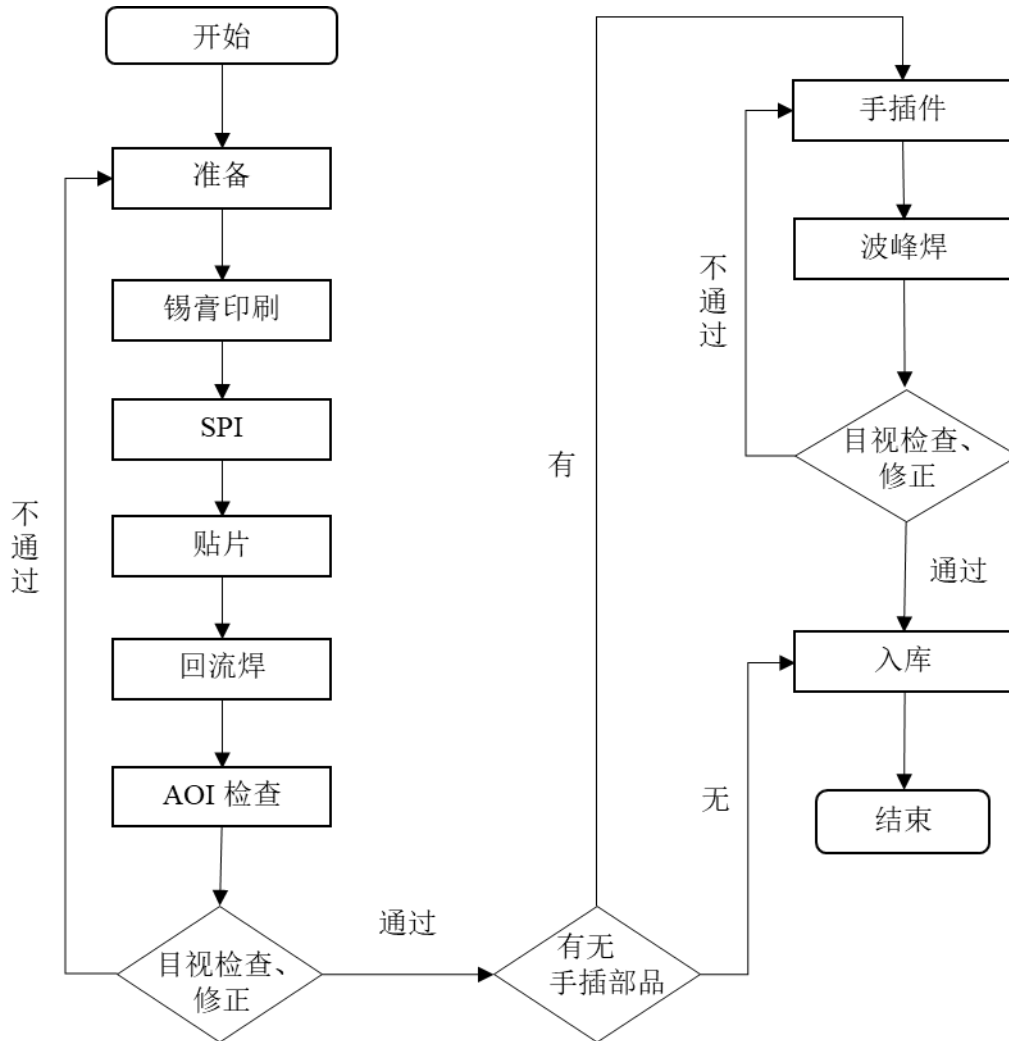 开始
准备
锡膏印刷
SPI
贴片
回流焊
AOI 检查
目视检查、
修正
不通过
通过
有无
手插部品
有
无
手插件
波峰焊
不通过
目视检查、
修正
通过
入库
结束